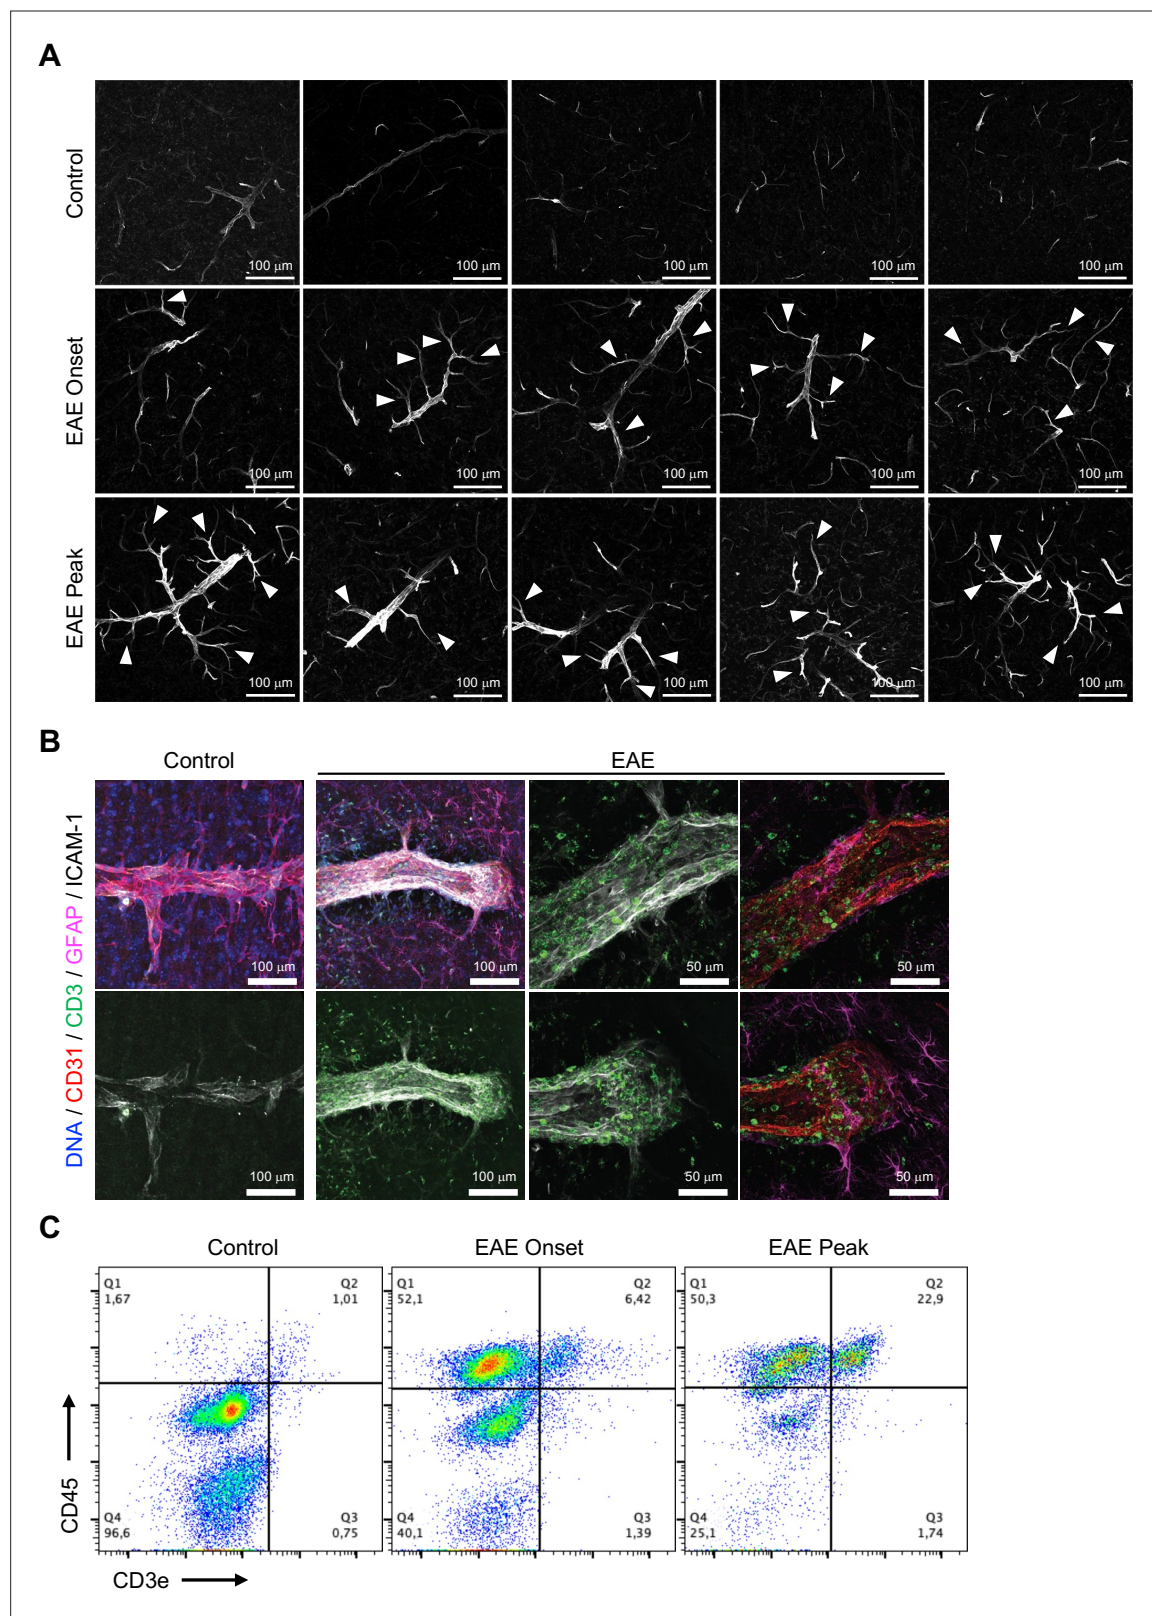 A
Control
100 μm
100 μm
100 μm
100 μm
100 μm
EAE Onset
100 μm
100 μm
100 μm
100 μm
100 μm
EAE Peak
100 μm
100 μm
100 μm
100 μm
100 μm
B
Control
EAE
DNA / CD31 / CD3 / GFAP / ICAM-1
100 μm
100 μm
50 μm
50 μm
100 μm
100 μm
50 μm
50 μm
C
Control
EAE Onset
EAE Peak
Q1
1,67
Q2
1,01
Q4
96,6
Q3
0,75
Q1
52,1
Q2
6,42
Q4
40,1
Q3
1,39
Q1
50,3
Q2
22,9
Q4
25,1
Q3
1,74
CD45
CD3e